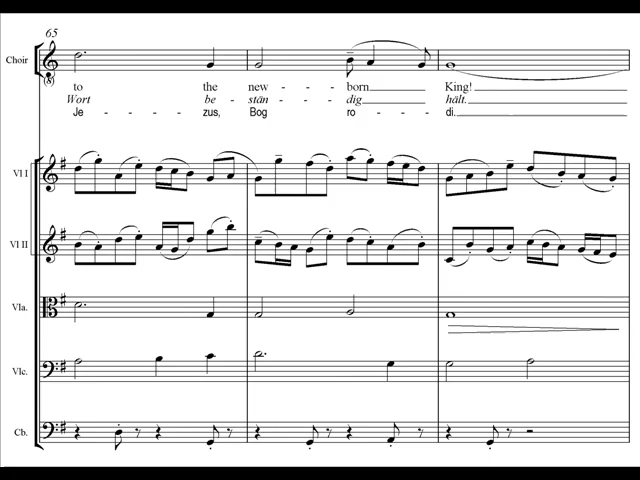 65
Choir
8
to the new - - - born King!
Wort be - stän - - - dig hält.
Je - - - - zus, Bog ro - - di.
Vl I
Vl II
Vla.
Vlc.
Cb.